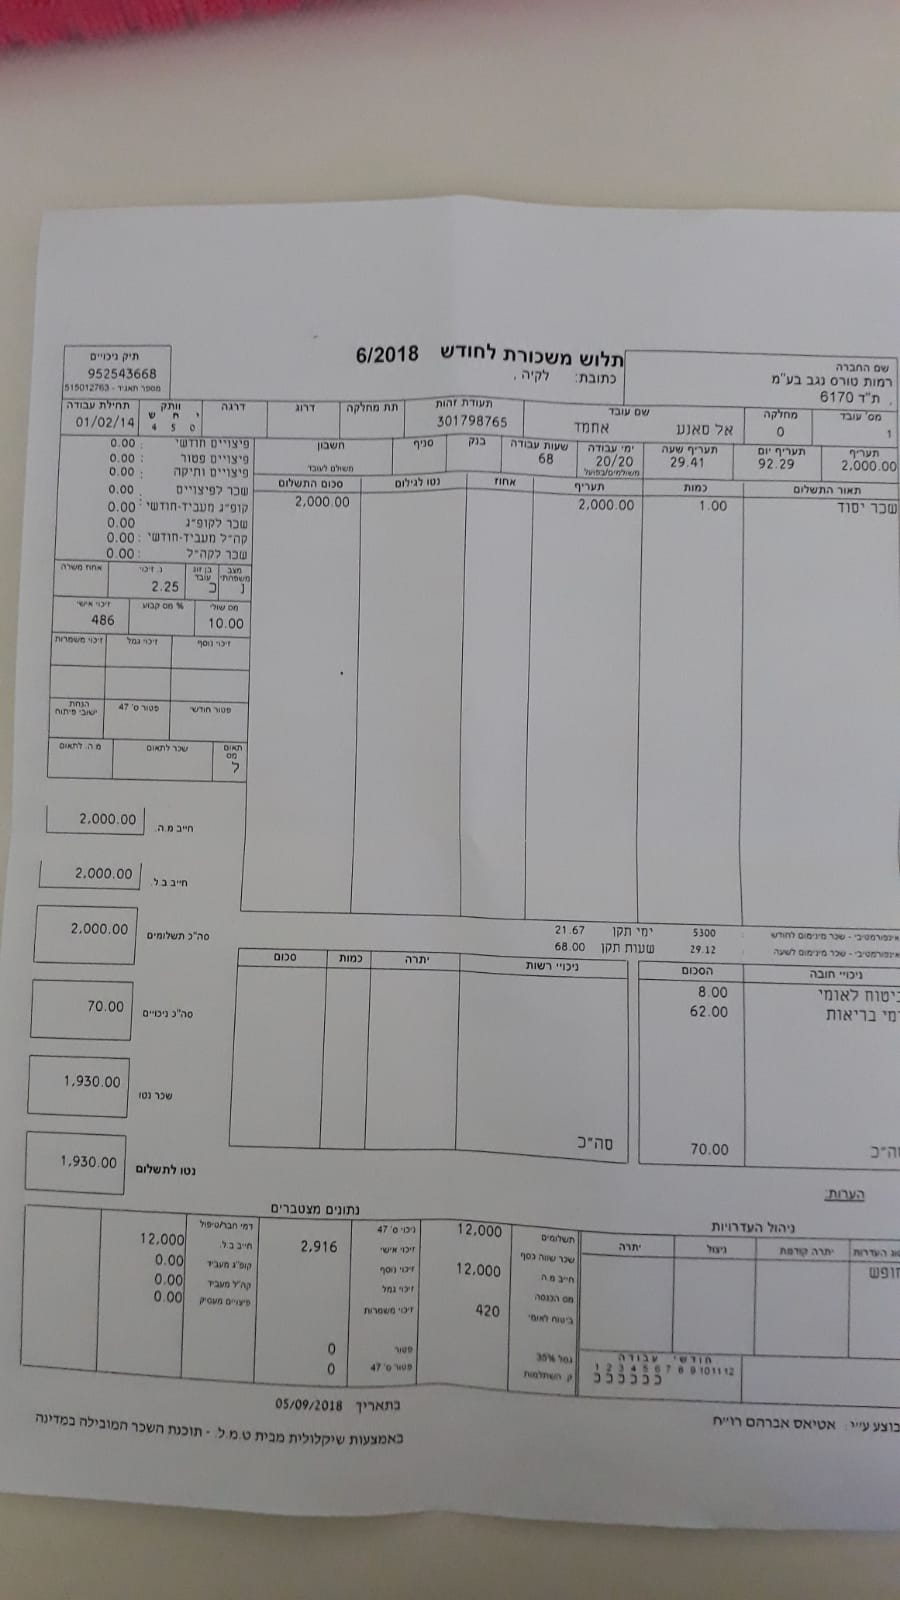 תלוש משכורת לחודש 6/2018
כתובת: לקיה ,
שם החברה
רמות טורס נגב בע"מ
, ת"ד 6170
תיק ניכויים
952543668
מספר תאגיד - 515012763
מס' עובד
1
מחלקה
0
שם עובד
אל סאנע אחמד
תעודת זהות
301798765
תת מחלקה
דרוג
דרגה
וותק
י ח ש
0 5 4
תחילת עבודה
01/02/14
תעריף
2,000.00
תעריף יום
92.29
תעריף שעה
29.41
ימי עבודה
20/20
משולמים/בפועל
שעות עבודה
68
בנק
סניף
חשבון
תאור התשלום כמות תעריף אחוז נטו לגילום משולם לעובד סכום התשלום
שכר יסוד 1.00 2,000.00 2,000.00
פיצויים חודשי : 0.00
פיצויים פטור : 0.00
פיצויים ותיקה : 0.00
שכר לפיצויים : 0.00
קופ"ג מעביד-חודשי : 0.00
שכר לקופ"ג : 0.00
קה"ל מעביד-חודשי : 0.00
שכר לקה"ל : 0.00
מצב משפחתי
נ
בן זוג עובד
כ
נ. זיכוי
2.25
אחוז משרה
מס שולי
10.00
% מס קבוע
זיכוי אישי
486
זיכוי נוסף
זיכוי גמל
זיכוי משמרות
פטור חודשי
פטור ס' 47
הנחת ישובי פיתוח
תאום מס
ל
שכר לתאום
מ.ה. לתאום
חייב מ.ה. 2,000.00
חייב ב.ל. 2,000.00
סה"כ תשלומים 2,000.00
סה"כ ניכויים 70.00
שכר נטו 1,930.00
נטו לתשלום 1,930.00
אינפורמטיבי - שכר מינימום לחודש : 5300 ימי תקן 21.67
אינפורמטיבי - שכר מינימום לשעה : 29.12 שעות תקן 68.00
ניכויי חובה הסכום
ביטוח לאומי 8.00
דמי בריאות 62.00
סה"כ 70.00
ניכויי רשות יתרה כמות סכום
סה"כ
הערות:
ניהול העדרויות
סוג העדרות יתרה קודמת ניצול יתרה
חופש
חודשי עבודה
1 2 3 4 5 6 7 8 9 10 11 12
כ כ כ כ כ כ
נתונים מצטברים
תשלומים 12,000
שכר שווה כסף
חייב מ.ה 12,000
מס הכנסה
ביטוח לאומי 420
גמל 35%
ק. השתלמות
ניכוי ס' 47
זיכוי אישי 2,916
זיכוי נוסף
זיכוי גמל
זיכוי משמרות
פטור 0
פטור ס' 47 0
דמי חבר/טיפול
חייב ב.ל. 12,000
קופ"ג מעביד 0.00
קה"ל מעביד 0.00
פיצויים מעסיק 0.00
בוצע ע"י: אטיאס אברהם רו"ח
בתאריך 05/09/2018
באמצעות שיקלולית מבית ט.מ.ל. - תוכנת השכר המובילה במדינה